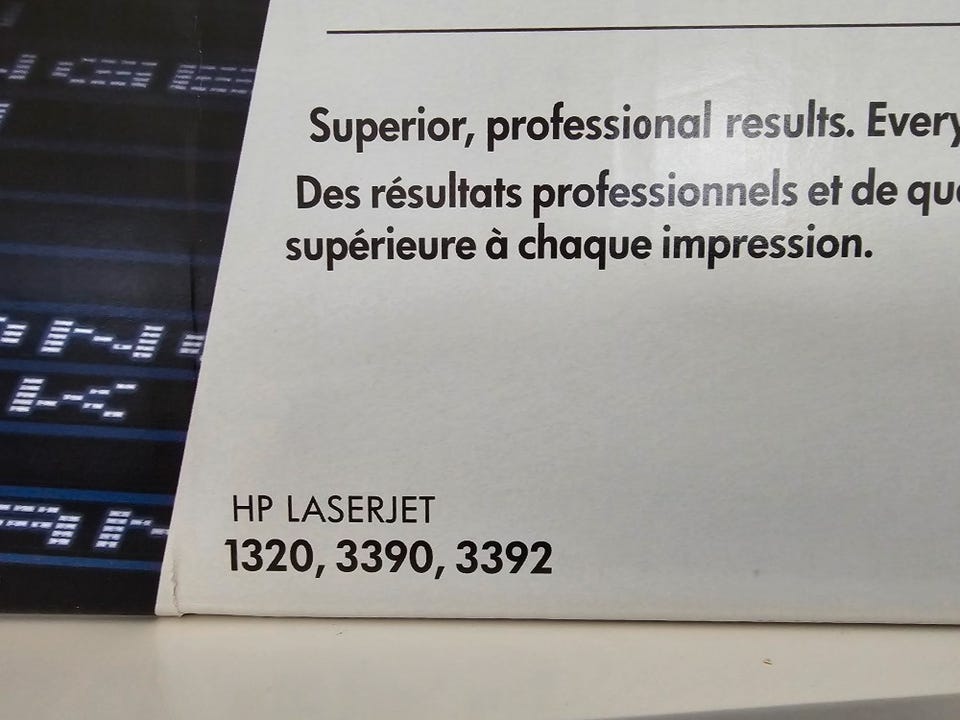 Superior, professional results. Every
Des résultats professionnels et de
supérieure à chaque impression.
HP LASERJET
1320, 3390, 3392